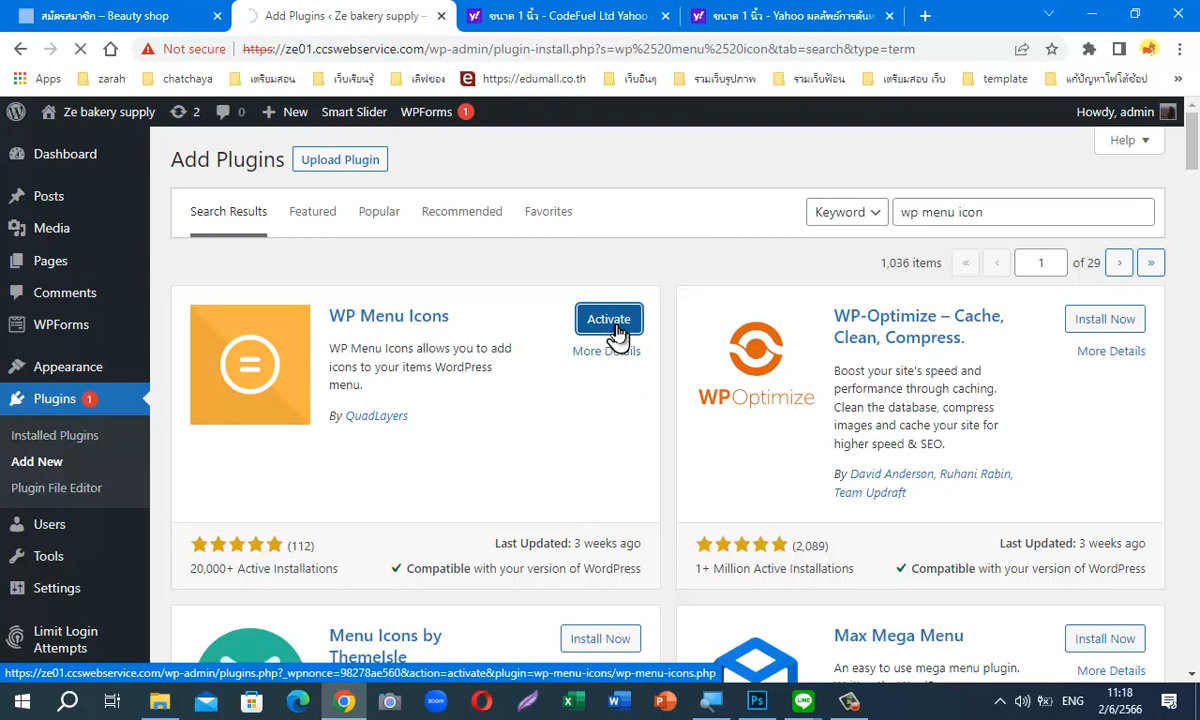 สมัครสมาชิก – Beauty shop
Add Plugins ‹ Ze bakery supply –
ขนาด 1 นิ้ว - CodeFuel Ltd Yahoo
ขนาด 1 นิ้ว - Yahoo ผลลัพธ์การค้นห
Not secure
https://ze01.ccswebservice.com/wp-admin/plugin-install.php?s=wp%2520menu%2520icon&tab=search&type=term
Apps
zarah
chatchaya
เตรียมสอน
เว็บเรียนรู้
เลิฟซอง
https://edumall.co.th
เว็บอื่นๆ
รวมเว็บรูปภาพ
รวมเว็บฟ้อน
เตรียมสอบ เว็บ
template
แก้ปัญหาโฟโต้ช้อป
»
Ze bakery supply
2
0
New
Smart Slider
WPForms 1
Howdy, admin
Dashboard
Posts
Media
Pages
Comments
WPForms
Appearance
Plugins 1
Installed Plugins
Add New
Plugin File Editor
Users
Tools
Settings
Limit Login
Attempts
Help
Add Plugins
Upload Plugin
Search Results
Featured
Popular
Recommended
Favorites
Keyword
wp menu icon
1,036 items
«
‹
1
of 29
›
»
WP Menu Icons
Activate
More Details
WP Menu Icons allows you to add
icons to your items WordPress
menu.
By QuadLayers
(112)
20,000+ Active Installations
Last Updated: 3 weeks ago
Compatible with your version of WordPress
WPOptimize
WP-Optimize – Cache,
Clean, Compress.
Install Now
More Details
Boost your site's speed and
performance through caching.
Clean the database, compress
images and cache your site for
higher speed & SEO.
By David Anderson, Ruhani Rabin,
Team Updraft
(2,089)
1+ Million Active Installations
Last Updated: 3 weeks ago
Compatible with your version of WordPress
Menu Icons by
ThemeIsle
Install Now
Max Mega Menu
Install Now
More Details
An easy to use mega menu plugin.
https://ze01.ccswebservice.com/wp-admin/plugins.php?_wpnonce=98278ae560&action=activate&plugin=wp-menu-icons/wp-menu-icons.php
zoom
Ps
ENG
11:18
2/6/2566